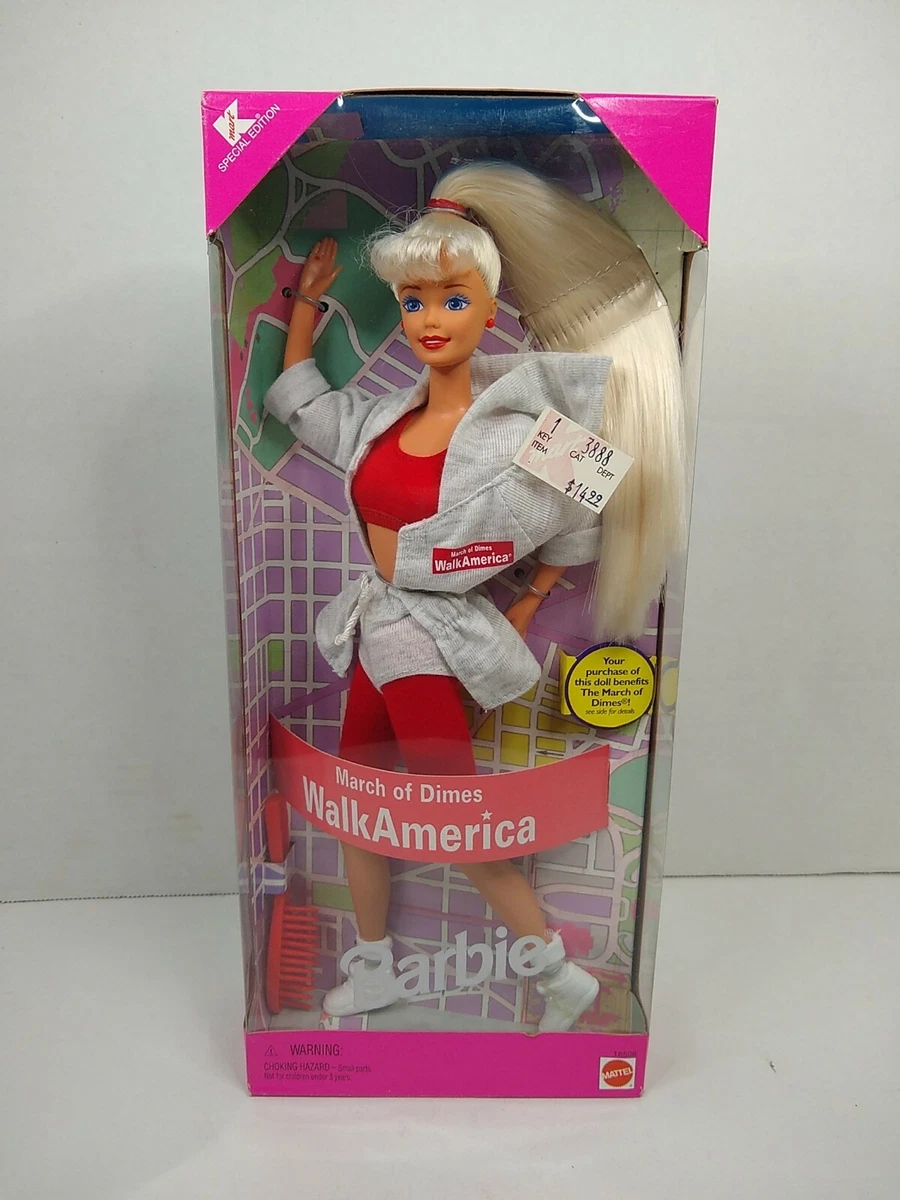 K
mart®
SPECIAL EDITION
1
3888
KEY
ITEM
CAT
DEPT
$14.99
March of Dimes
WalkAmerica®
Your
purchase of
this doll benefits
The March of
Dimes®!
see side for details
March of Dimes
WalkAmerica
Barbie®
WARNING:
CHOKING HAZARD – Small parts.
Not for children under 3 years.
MATTEL